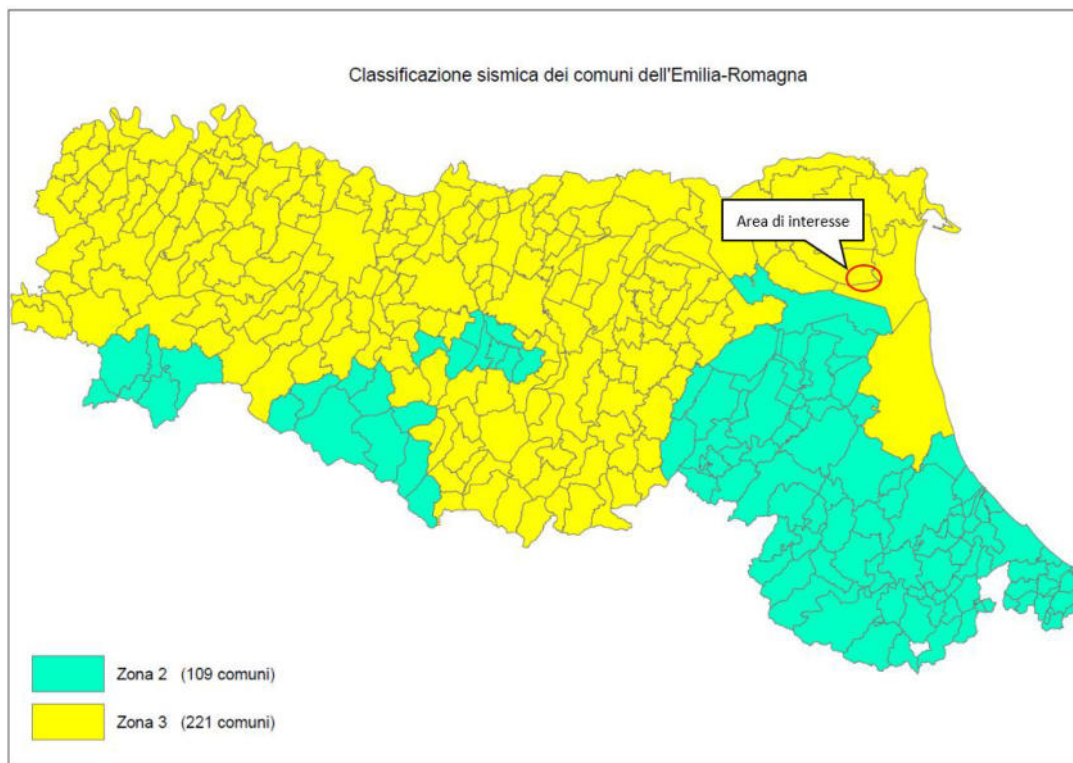 Classificazione sismica dei comuni dell'Emilia-Romagna
Area di interesse
Zona 2 (109 comuni)
Zona 3 (221 comuni)